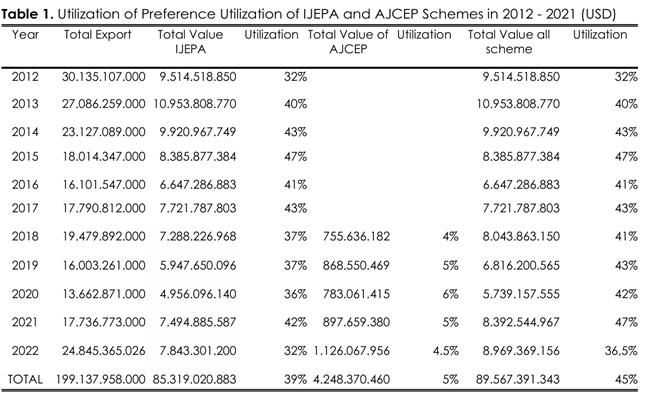 Table 1. Utilization of Preference Utilization of IJEPA and AJCEP Schemes in 2012 - 2021 (USD)
Year Total Export Total Value IJEPA Utilization Total Value of AJCEP Utilization Total Value all scheme Utilization
2012 30.135.107.000 9.514.518.850 32% 9.514.518.850 32%
2013 27.086.259.000 10.953.808.770 40% 10.953.808.770 40%
2014 23.127.089.000 9.920.967.749 43% 9.920.967.749 43%
2015 18.014.347.000 8.385.877.384 47% 8.385.877.384 47%
2016 16.101.547.000 6.647.286.883 41% 6.647.286.883 41%
2017 17.790.812.000 7.721.787.803 43% 7.721.787.803 43%
2018 19.479.892.000 7.288.226.968 37% 755.636.182 4% 8.043.863.150 41%
2019 16.003.261.000 5.947.650.096 37% 868.550.469 5% 6.816.200.565 43%
2020 13.662.871.000 4.956.096.140 36% 783.061.415 6% 5.739.157.555 42%
2021 17.736.773.000 7.494.885.587 42% 897.659.380 5% 8.392.544.967 47%
2022 24.845.365.026 7.843.301.200 32% 1.126.067.956 4.5% 8.969.369.156 36,5%
TOTAL 199.137.958.000 85.319.020.883 39% 4.248.370.460 5% 89.567.391.343 45%